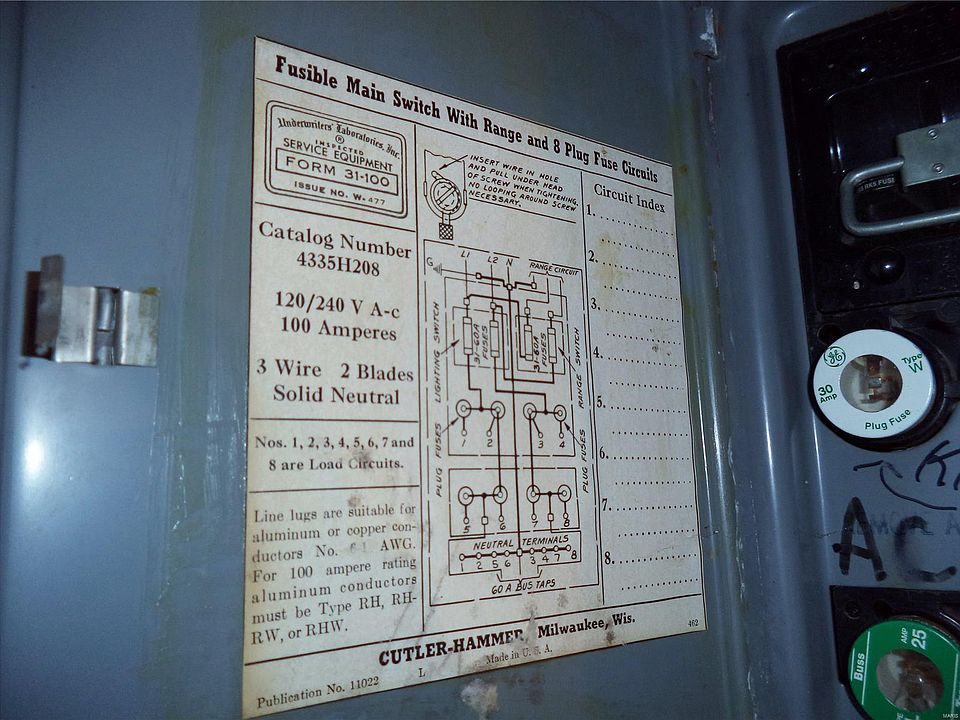 Fusible Main Switch With Range and 8 Plug Fuse Circuits
Underwriters' Laboratories, Inc.
®
INSPECTED
SERVICE EQUIPMENT
FORM 31-100
ISSUE NO. W-477
Catalog Number
4335H208
120/240 V A-c
100 Amperes
3 Wire 2 Blades
Solid Neutral
Nos. 1, 2, 3, 4, 5, 6, 7 and
8 are Load Circuits.
Line lugs are suitable for
aluminum or copper con-
ductors No. AWG.
For 100 ampere rating
aluminum conductors
must be Type RH, RH-
RW, or RHW.
INSERT WIRE IN HOLE
AND PULL UNDER HEAD
OF SCREW WHEN TIGHTENING.
NO LOOPING AROUND SCREW
NECESSARY.
L1 L2 N
G
RANGE CIRCUIT
LIGHTING SWITCH
31-60A
FUSES
31-60A
FUSES
RANGE SWITCH
PLUG FUSES
1 2 3 4
PLUG FUSES
5 6 7 8
NEUTRAL TERMINALS
1 2 5 6 3 4 7 8
60 A BUS TAPS
Circuit Index
1.
2.
3.
4.
5.
6.
7.
8.
CUTLER-HAMMER, Milwaukee, Wis.
Made in U. S. A.
Publication No. 11022
L
462
RKS FUSE
GE
Type
W
30
Amp
Plug Fuse
AC
Buss
AMP
25